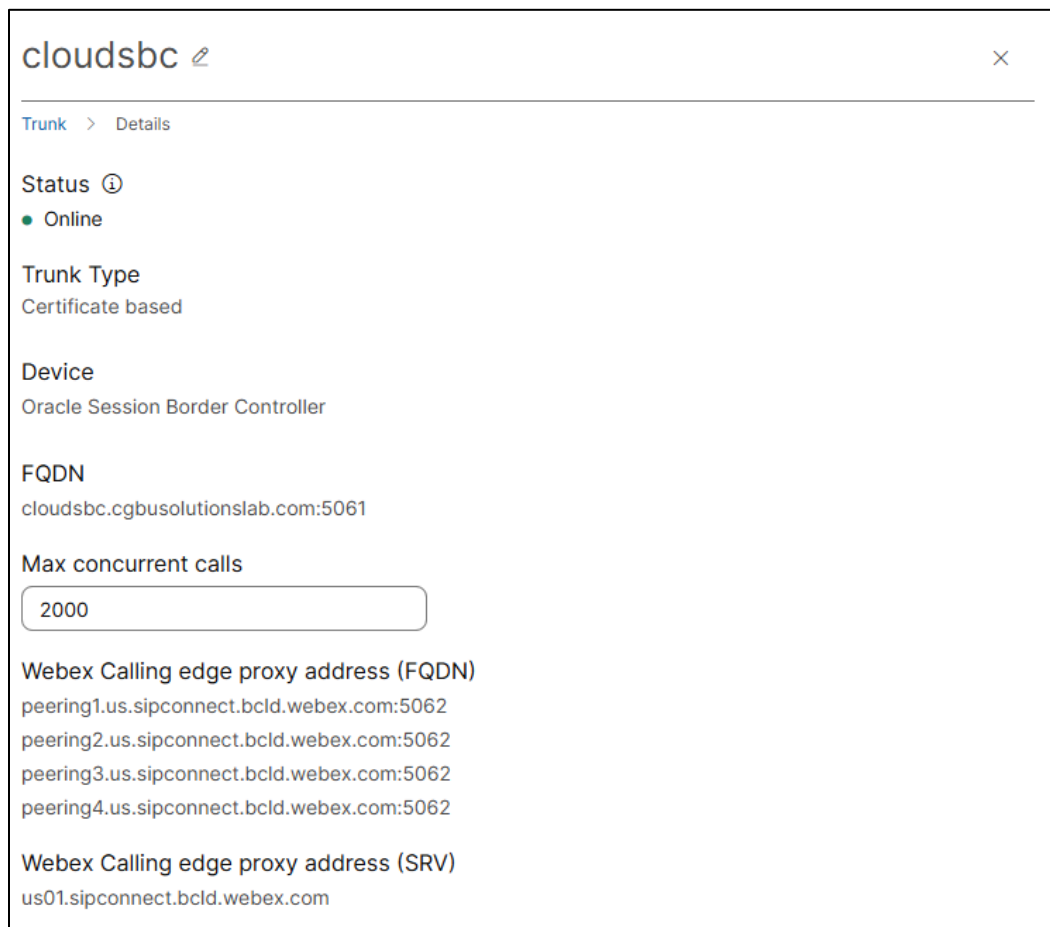 cloudsbc
Trunk > Details
Status
Online
Trunk Type
Certificate based
Device
Oracle Session Border Controller
FQDN
cloudsbc.cgbusolutionslab.com:5061
Max concurrent calls
2000
Webex Calling edge proxy address (FQDN)
peering1.us.sipconnect.bcld.webex.com:5062
peering2.us.sipconnect.bcld.webex.com:5062
peering3.us.sipconnect.bcld.webex.com:5062
peering4.us.sipconnect.bcld.webex.com:5062
Webex Calling edge proxy address (SRV)
us01.sipconnect.bcld.webex.com